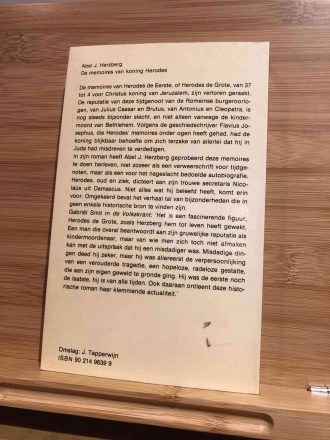 Abel J. Herzberg
De memoires van koning Herodes
De memoires van Herodes de Eerste, of Herodes de Grote, van 37
tot 4 voor Christus koning van Jeruzalem, zijn verloren geraakt.
De reputatie van deze tijdgenoot van de Romeinse burgeroorlo-
gen, van Julius Caesar en Brutus, van Antonius en Cleopatra, is
nog steeds bijzonder slecht, en niet alleen vanwege de kinder-
moord van Bethlehem. Volgens de geschiedschrijver Flavius Jo-
sephus, die Herodes' memoires onder ogen heeft gehad, had de
koning blijkbaar behoefte om zich terzake van allerlei dat hij in
Juda had misdreven te verdedigen.
In zijn roman heeft Abel J. Herzberg geprobeerd deze memoires
te doen herleven, niet zozeer als een verweerschrift voor tijdge-
noten, maar als een voor het nageslacht bedoelde autobiografie.
Herodes, oud en ziek, dicteert aan zijn trouwe secretaris Nico-
laüs uit Damascus. Niet alles wat hij beleefd heeft, komt erin
voor. Omgekeerd bevat het verhaal tal van bijzonderheden die in
geen enkele historische bron te vinden zijn.
Gabriël Smit in de Volkskrant: 'Het is een fascinerende figuur,
Herodes de Grote, zoals Herzberg hem tot leven heeft gewekt.
Een man die overal beantwoordt aan zijn gruwelijke reputatie als
kindermoordenaar, maar van wie men zich toch niet afmaken
kan met de uitspraak dat hij een misdadiger was. Misdadige din-
gen deed hij zeker, maar hij was allereerst de verpersoonlijking
van een verouderde tragedie, een hopeloze, radeloze gestalte,
die aan zijn eigen geweld te gronde ging. Hij was de eerste noch
de laatste, hij is van alle tijden. Ook daaraan ontleent deze histo-
rische roman haar klemmende actualiteit.'
Omslag: J. Tapperwijn
ISBN 90 214 9639 9